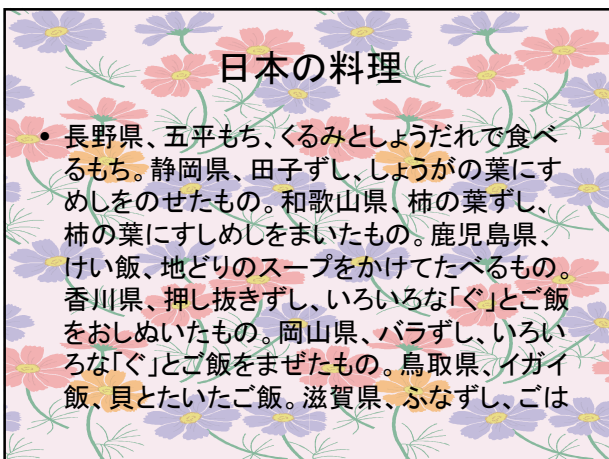 日本の料理
• 長野県、五平もち、くるみとしょうだれで食べ
るもち。静岡県、田子ずし、しょうがの葉にす
めしをのせたもの。和歌山県、柿の葉ずし、
柿の葉にすしめしをまいたもの。鹿児島県、
けい飯、地どりのスープをかけてたべるもの。
香川県、押し抜きずし、いろいろな「ぐ」とご飯
をおしぬいたもの。岡山県、バラずし、いろい
ろな「ぐ」とご飯をまぜたもの。鳥取県、イガイ
飯、貝とたいたご飯。滋賀県、ふなずし、ごは